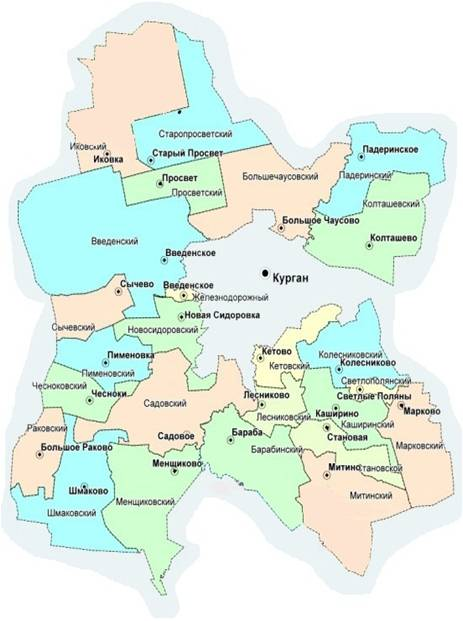 Старопросветский
Иковский
Иковка
Старый Просвет
Падеринское
Просвет
Просветский
Большечаусовский
Падеринский
Колташевский
Большое Чаусово
Введенский
Колташево
Введенское
Курган
Сычево
Введенское
Железнодорожный
Сычевский
Новая Сидоровка
Новосидоровский
Пименовка
Пименовский
Кетово
Кетовский
Колесниковский
Колесниково
Чесноковский
Чесноки
Садовский
Лесниково
Светлополянский
Светлые Поляны
Лесниковский
Каширино
Марково
Раковский
Садовое
Бараба
Каширинский
Становая
Большое Раково
Барабинский
Марковский
Менщиково
Митино
Становской
Шмаково
Менщиковский
Митинский
Шмаковский